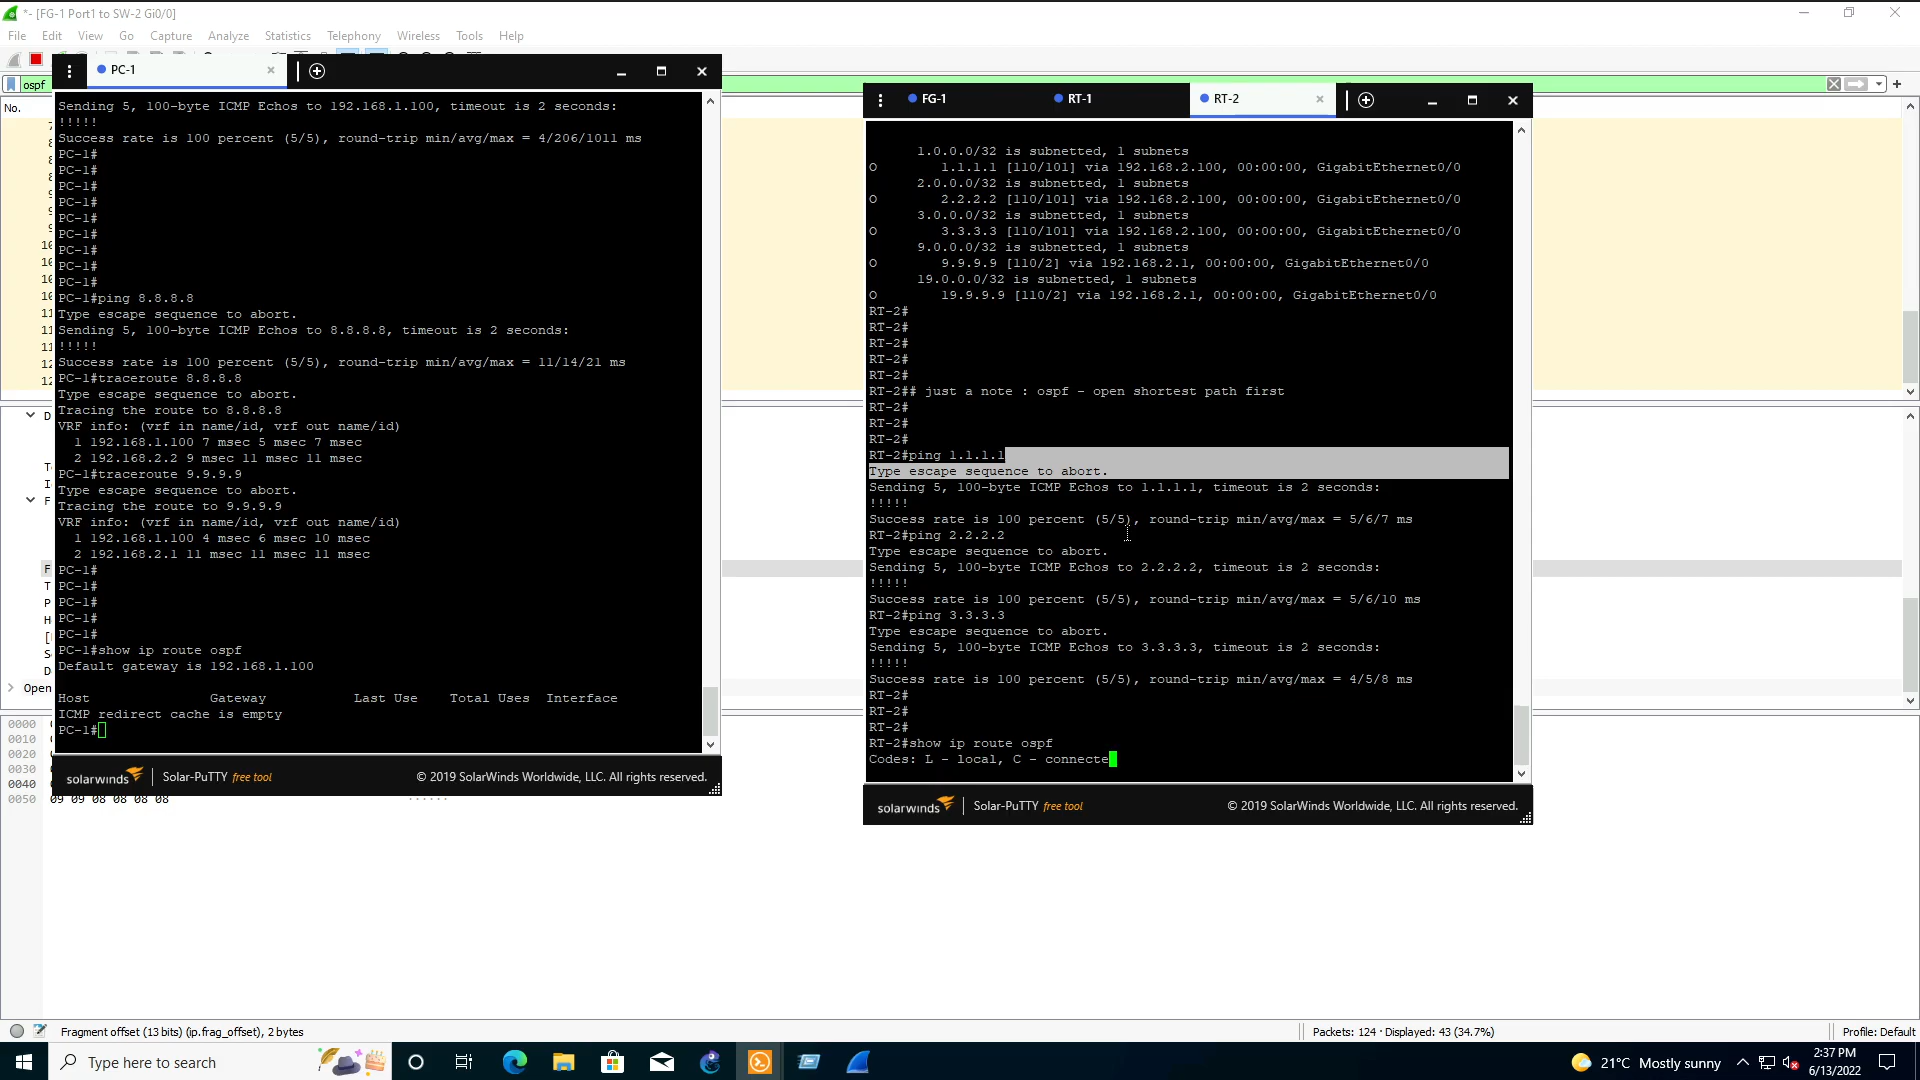 *- [FG-1 Port1 to SW-2 Gi0/0]
File Edit View Go Capture Analyze Statistics Telephony Wireless Tools Help
ospf
No.
PC-1
Sending 5, 100-byte ICMP Echos to 192.168.1.100, timeout is 2 seconds:
!!!!!
Success rate is 100 percent (5/5), round-trip min/avg/max = 4/206/1011 ms
PC-1#
PC-1#
PC-1#
PC-1#
PC-1#
PC-1#
PC-1#
PC-1#
PC-1#
PC-1#ping 8.8.8.8
Type escape sequence to abort.
Sending 5, 100-byte ICMP Echos to 8.8.8.8, timeout is 2 seconds:
!!!!!
Success rate is 100 percent (5/5), round-trip min/avg/max = 11/14/21 ms
PC-1#traceroute 8.8.8.8
Type escape sequence to abort.
Tracing the route to 8.8.8.8
VRF info: (vrf in name/id, vrf out name/id)
1 192.168.1.100 7 msec 5 msec 7 msec
2 192.168.2.2 9 msec 11 msec 11 msec
PC-1#traceroute 9.9.9.9
Type escape sequence to abort.
Tracing the route to 9.9.9.9
VRF info: (vrf in name/id, vrf out name/id)
1 192.168.1.100 4 msec 6 msec 10 msec
2 192.168.2.1 11 msec 11 msec 11 msec
PC-1#
PC-1#
PC-1#
PC-1#
PC-1#
PC-1#show ip route ospf
Default gateway is 192.168.1.100
Host Gateway Last Use Total Uses Interface
ICMP redirect cache is empty
PC-1#
solarwinds Solar-PuTTY free tool © 2019 SolarWinds Worldwide, LLC. All rights reserved.
FG-1 RT-1 RT-2
1.0.0.0/32 is subnetted, 1 subnets
O 1.1.1.1 [110/101] via 192.168.2.100, 00:00:00, GigabitEthernet0/0
2.0.0.0/32 is subnetted, 1 subnets
O 2.2.2.2 [110/101] via 192.168.2.100, 00:00:00, GigabitEthernet0/0
3.0.0.0/32 is subnetted, 1 subnets
O 3.3.3.3 [110/101] via 192.168.2.100, 00:00:00, GigabitEthernet0/0
9.0.0.0/32 is subnetted, 1 subnets
O 9.9.9.9 [110/2] via 192.168.2.1, 00:00:00, GigabitEthernet0/0
19.0.0.0/32 is subnetted, 1 subnets
O 19.9.9.9 [110/2] via 192.168.2.1, 00:00:00, GigabitEthernet0/0
RT-2#
RT-2#
RT-2#
RT-2#
RT-2#
RT-2## just a note : ospf - open shortest path first
RT-2#
RT-2#
RT-2#
RT-2#ping 1.1.1.1
Type escape sequence to abort.
Sending 5, 100-byte ICMP Echos to 1.1.1.1, timeout is 2 seconds:
!!!!!
Success rate is 100 percent (5/5), round-trip min/avg/max = 5/6/7 ms
RT-2#ping 2.2.2.2
Type escape sequence to abort.
Sending 5, 100-byte ICMP Echos to 2.2.2.2, timeout is 2 seconds:
!!!!!
Success rate is 100 percent (5/5), round-trip min/avg/max = 5/6/10 ms
RT-2#ping 3.3.3.3
Type escape sequence to abort.
Sending 5, 100-byte ICMP Echos to 3.3.3.3, timeout is 2 seconds:
!!!!!
Success rate is 100 percent (5/5), round-trip min/avg/max = 4/5/8 ms
RT-2#
RT-2#
RT-2#
RT-2#show ip route ospf
Codes: L - local, C - connecte
solarwinds Solar-PuTTY free tool © 2019 SolarWinds Worldwide, LLC. All rights reserved.
Open
0000
0010
0020
0030
0040
0050 09 09 08 08 08 08 ......
Fragment offset (13 bits) (ip.frag_offset), 2 bytes Packets: 124 · Displayed: 43 (34.7%) Profile: Default
Type here to search 21°C Mostly sunny 2:37 PM
6/13/2022